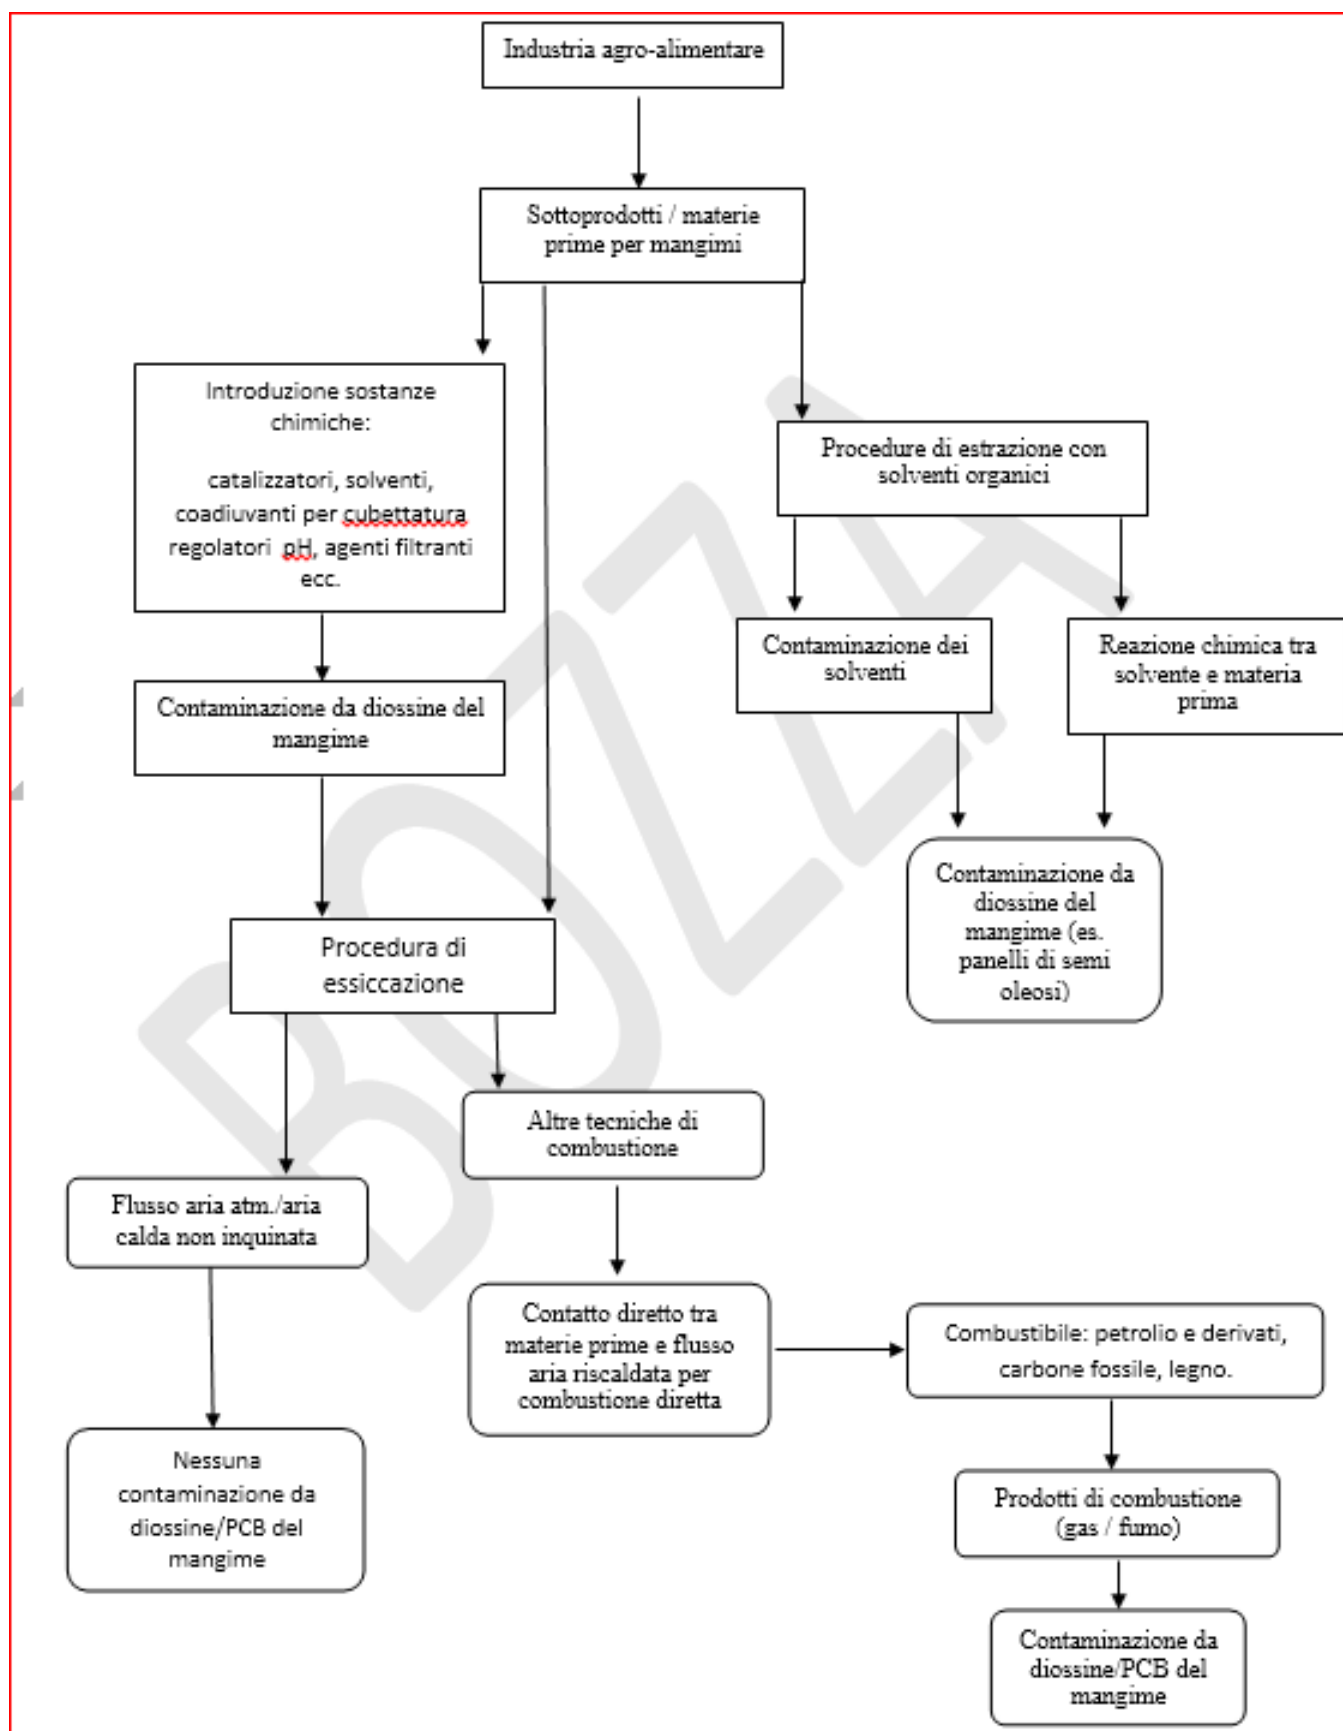 Industria agro-alimentare
Sottoprodotti / materie
prime per mangimi
Introduzione sostanze
chimiche:
catalizzatori, solventi,
coadiuvanti per cubettatura
regolatori pH, agenti filtranti
ecc.
Procedure di estrazione con
solventi organici
Contaminazione dei
solventi
Reazione chimica tra
solvente e materia
prima
Contaminazione da diossine del
mangime
Contaminazione da
diossine del
mangime (es.
panelli di semi
oleosi)
Procedura di
essiccazione
Altre tecniche di
combustione
Flusso aria atm./aria
calda non inquinata
Contatto diretto tra
materie prime e flusso
aria riscaldata per
combustione diretta
Combustibile: petrolio e derivati,
carbone fossile, legno.
Nessuna
contaminazione da
diossine/PCB del
mangime
Prodotti di combustione
(gas / fumo)
Contaminazione da
diossine/PCB del
mangime
BOZZA